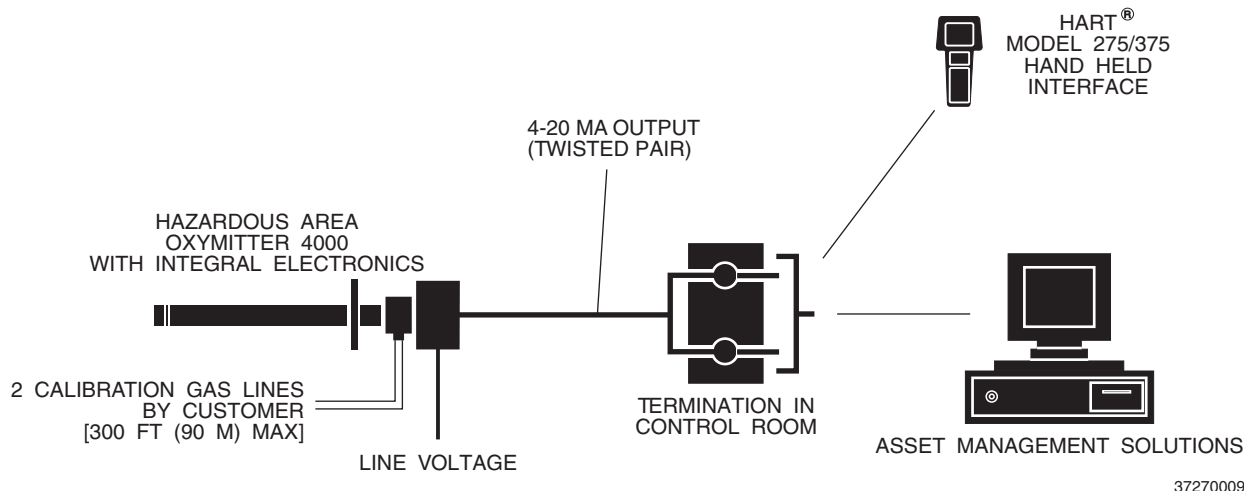 HART®
MODEL 275/375
HAND HELD
INTERFACE
4-20 MA OUTPUT
(TWISTED PAIR)
HAZARDOUS AREA
OXYMITTER 4000
WITH INTEGRAL ELECTRONICS
2 CALIBRATION GAS LINES
BY CUSTOMER
[300 FT (90 M) MAX]
LINE VOLTAGE
TERMINATION IN
CONTROL ROOM
ASSET MANAGEMENT SOLUTIONS
37270009